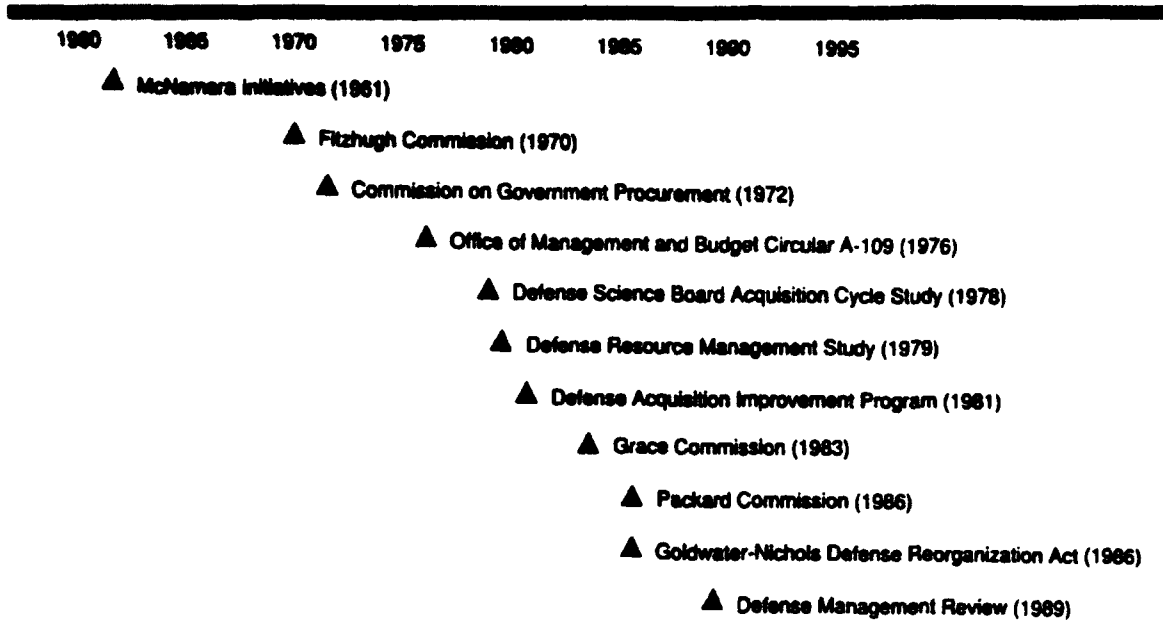 1960 1965 1970 1975 1980 1985 1990 1995
McNamara Initiatives (1961)
Fitzhugh Commission (1970)
Commission on Government Procurement (1972)
Office of Management and Budget Circular A-109 (1976)
Defense Science Board Acquisition Cycle Study (1978)
Defense Resource Management Study (1979)
Defense Acquisition Improvement Program (1981)
Grace Commission (1983)
Packard Commission (1986)
Goldwater-Nichols Defense Reorganization Act (1986)
Defense Management Review (1989)